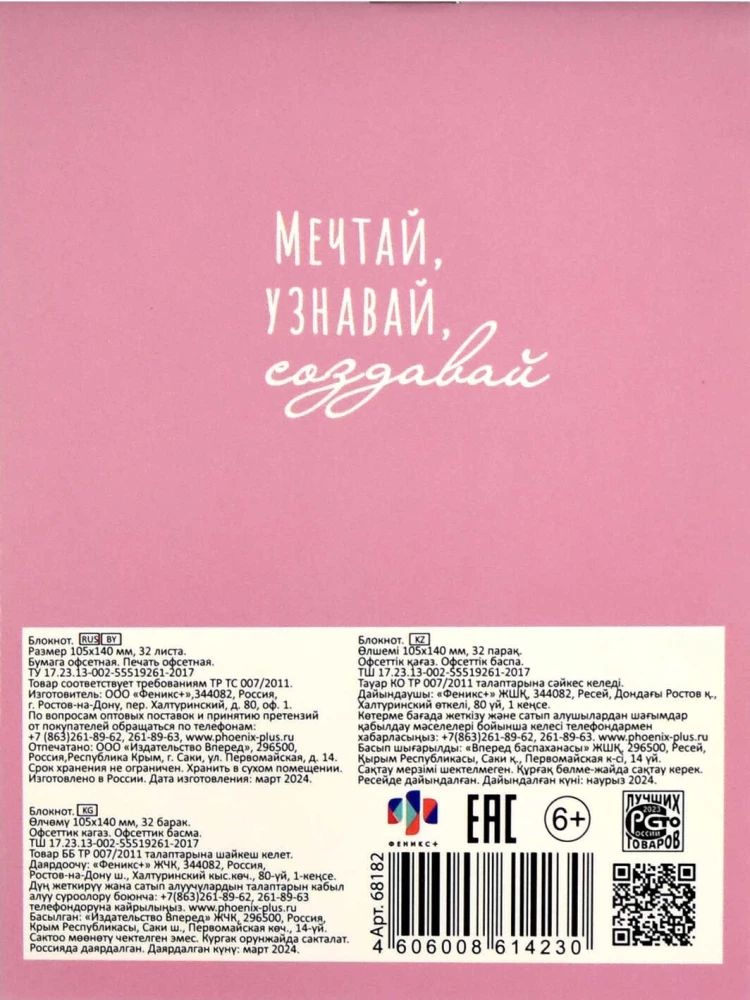 Мечтай,
узнавай,
создавай
Блокнот. RUS BY
Размер 105х140 мм, 32 листа.
Бумага офсетная. Печать офсетная.
ТУ 17.23.13-002-55519261-2017
Товар соответствует требованиям ТР ТС 007/2011.
Изготовитель: ООО «Феникс+»,344082, Россия,
г. Ростов-на-Дону, пер. Халтуринский, д. 80, оф. 1.
По вопросам оптовых поставок и принятию претензий
от покупателей обращаться по телефонам:
+7 (863)261-89-62, 261-89-63, www.phoenix-plus.ru
Отпечатано: ООО «Издательство Вперед», 296500,
Россия,Республика Крым, г. Саки, ул. Первомайская, д. 14.
Срок хранения не ограничен. Хранить в сухом помещении.
Изготовлено в России. Дата изготовления: март 2024.
Блокнот. KZ
Өлшемі 105х140 мм, 32 парақ.
Офсеттік қағаз. Офсеттік баспа.
ТШ 17.23.13-002-55519261-2017
Тауар КО ТР 007/2011 талаптарына сәйкес келеді.
Дайындаушы: «Феникс+» ЖШҚ, 344082, Ресей, Дондағы Ростов қ.,
Халтуринский өткелі, 80 үй, 1 кеңсе.
Көтерме бағада жеткізу және сатып алушылардан шағымдар
қабылдау мәселелері бойынша келесі телефондармен
хабарласыңыз: +7(863)261-89-62, 261-89-63. www.phoenix-plus.ru
Басып шығарылды: «Вперед баспаханасы» ЖШҚ, 296500, Ресей,
Қырым Республикасы, Саки қ., Первомайская к-сі, 14 үй.
Сақтау мерзімі шектелмеген. Құрғақ бөлме-жайда сақтау керек.
Ресейде дайындалған. Дайындалған күні: наурыз 2024.
Блокнот. KG
Өлчөмү 105х140 мм, 32 барак.
Офсеттик кагаз. Офсеттик басма.
ТШ 17.23.13-002-55519261-2017
Товар ББ ТР 007/2011 талаптарына шайкеш келет.
Даярдоочу: «Феникс+» ЖЧК, 344082, Россия,
Ростов-на-Дону ш., Халтуринский кыс.көч., 80-үй, 1-кеңсе.
Дүң жеткирүү жана сатып алуучулардын талаптарын кабыл
алуу суроолору боюнча: +7(863)261-89-62, 261-89-63
телефондоруна кайрылыңыз. www.phoenix-plus.ru
Басылган: «Издательство Вперед» ЖЧК, 296500, Россия,
Крым Республикасы, Саки ш., Первомайская көч., 14-үй.
Сактоо мөөнөтү чектелген эмес. Кургак орунжайда сакталат.
Россияда даярдалган. Даярдалган күнү: март 2024.
ФЕНИКС+
ЕАС
6+
ЛУЧШИХ
2023
РОССИИ
ТОВАРОВ
Арт. 68182
4 606008 614230